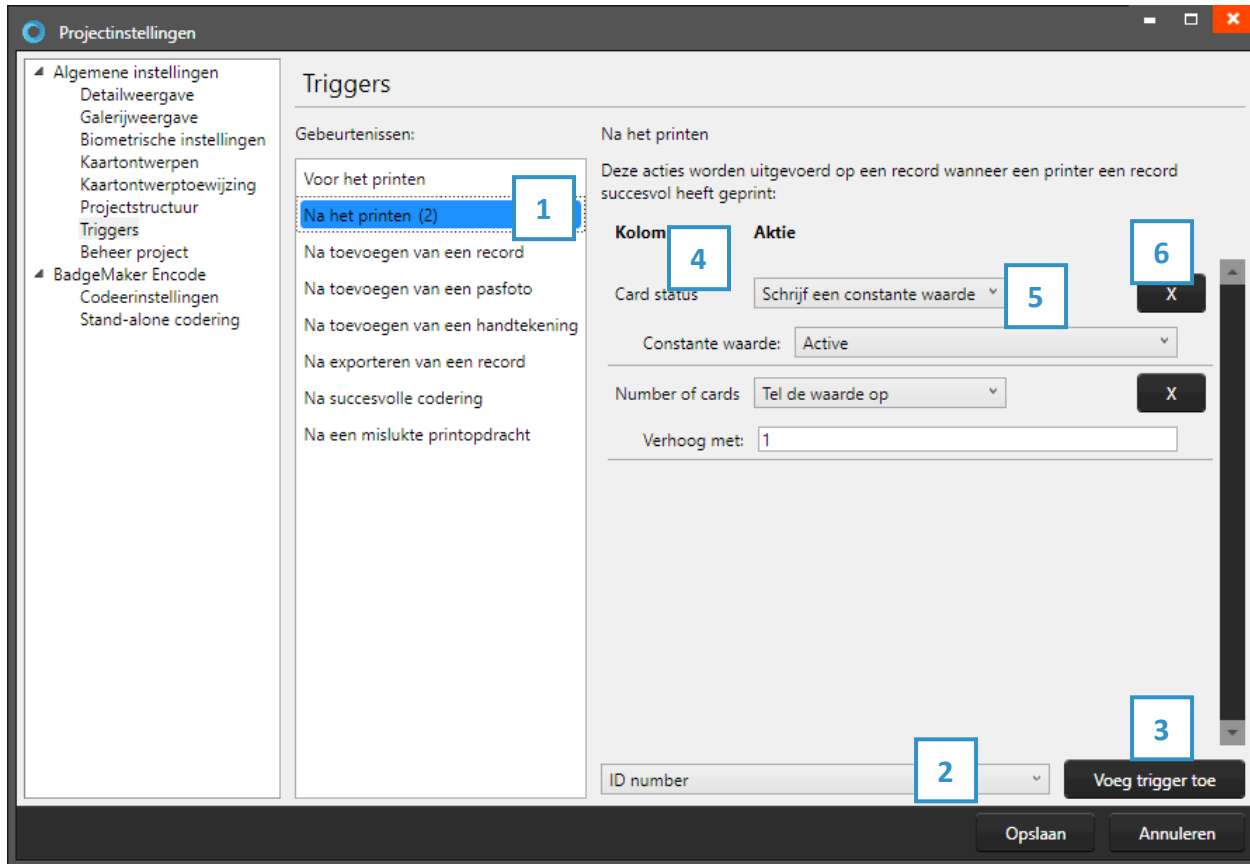 Projectinstellingen
Algemene instellingen
Detailweergave
Galerijweergave
Biometrische instellingen
Kaartontwerpen
Kaartontwerptoewijzing
Projectstructuur
Triggers
Beheer project
BadgeMaker Encode
Codeerinstellingen
Stand-alone codering
Triggers
Gebeurtenissen:
Voor het printen
Na het printen (2)
1
Na toevoegen van een record
Na toevoegen van een pasfoto
Na toevoegen van een handtekening
Na exporteren van een record
Na succesvolle codering
Na een mislukte printopdracht
Na het printen
Deze acties worden uitgevoerd op een record wanneer een printer een record
succesvol heeft geprint:
Kolom Aktie
4
6
Card status Schrijf een constante waarde 5 X
Constante waarde: Active
Number of cards Tel de waarde op X
Verhoog met: 1
3
ID number 2 Voeg trigger toe
Opslaan Annuleren